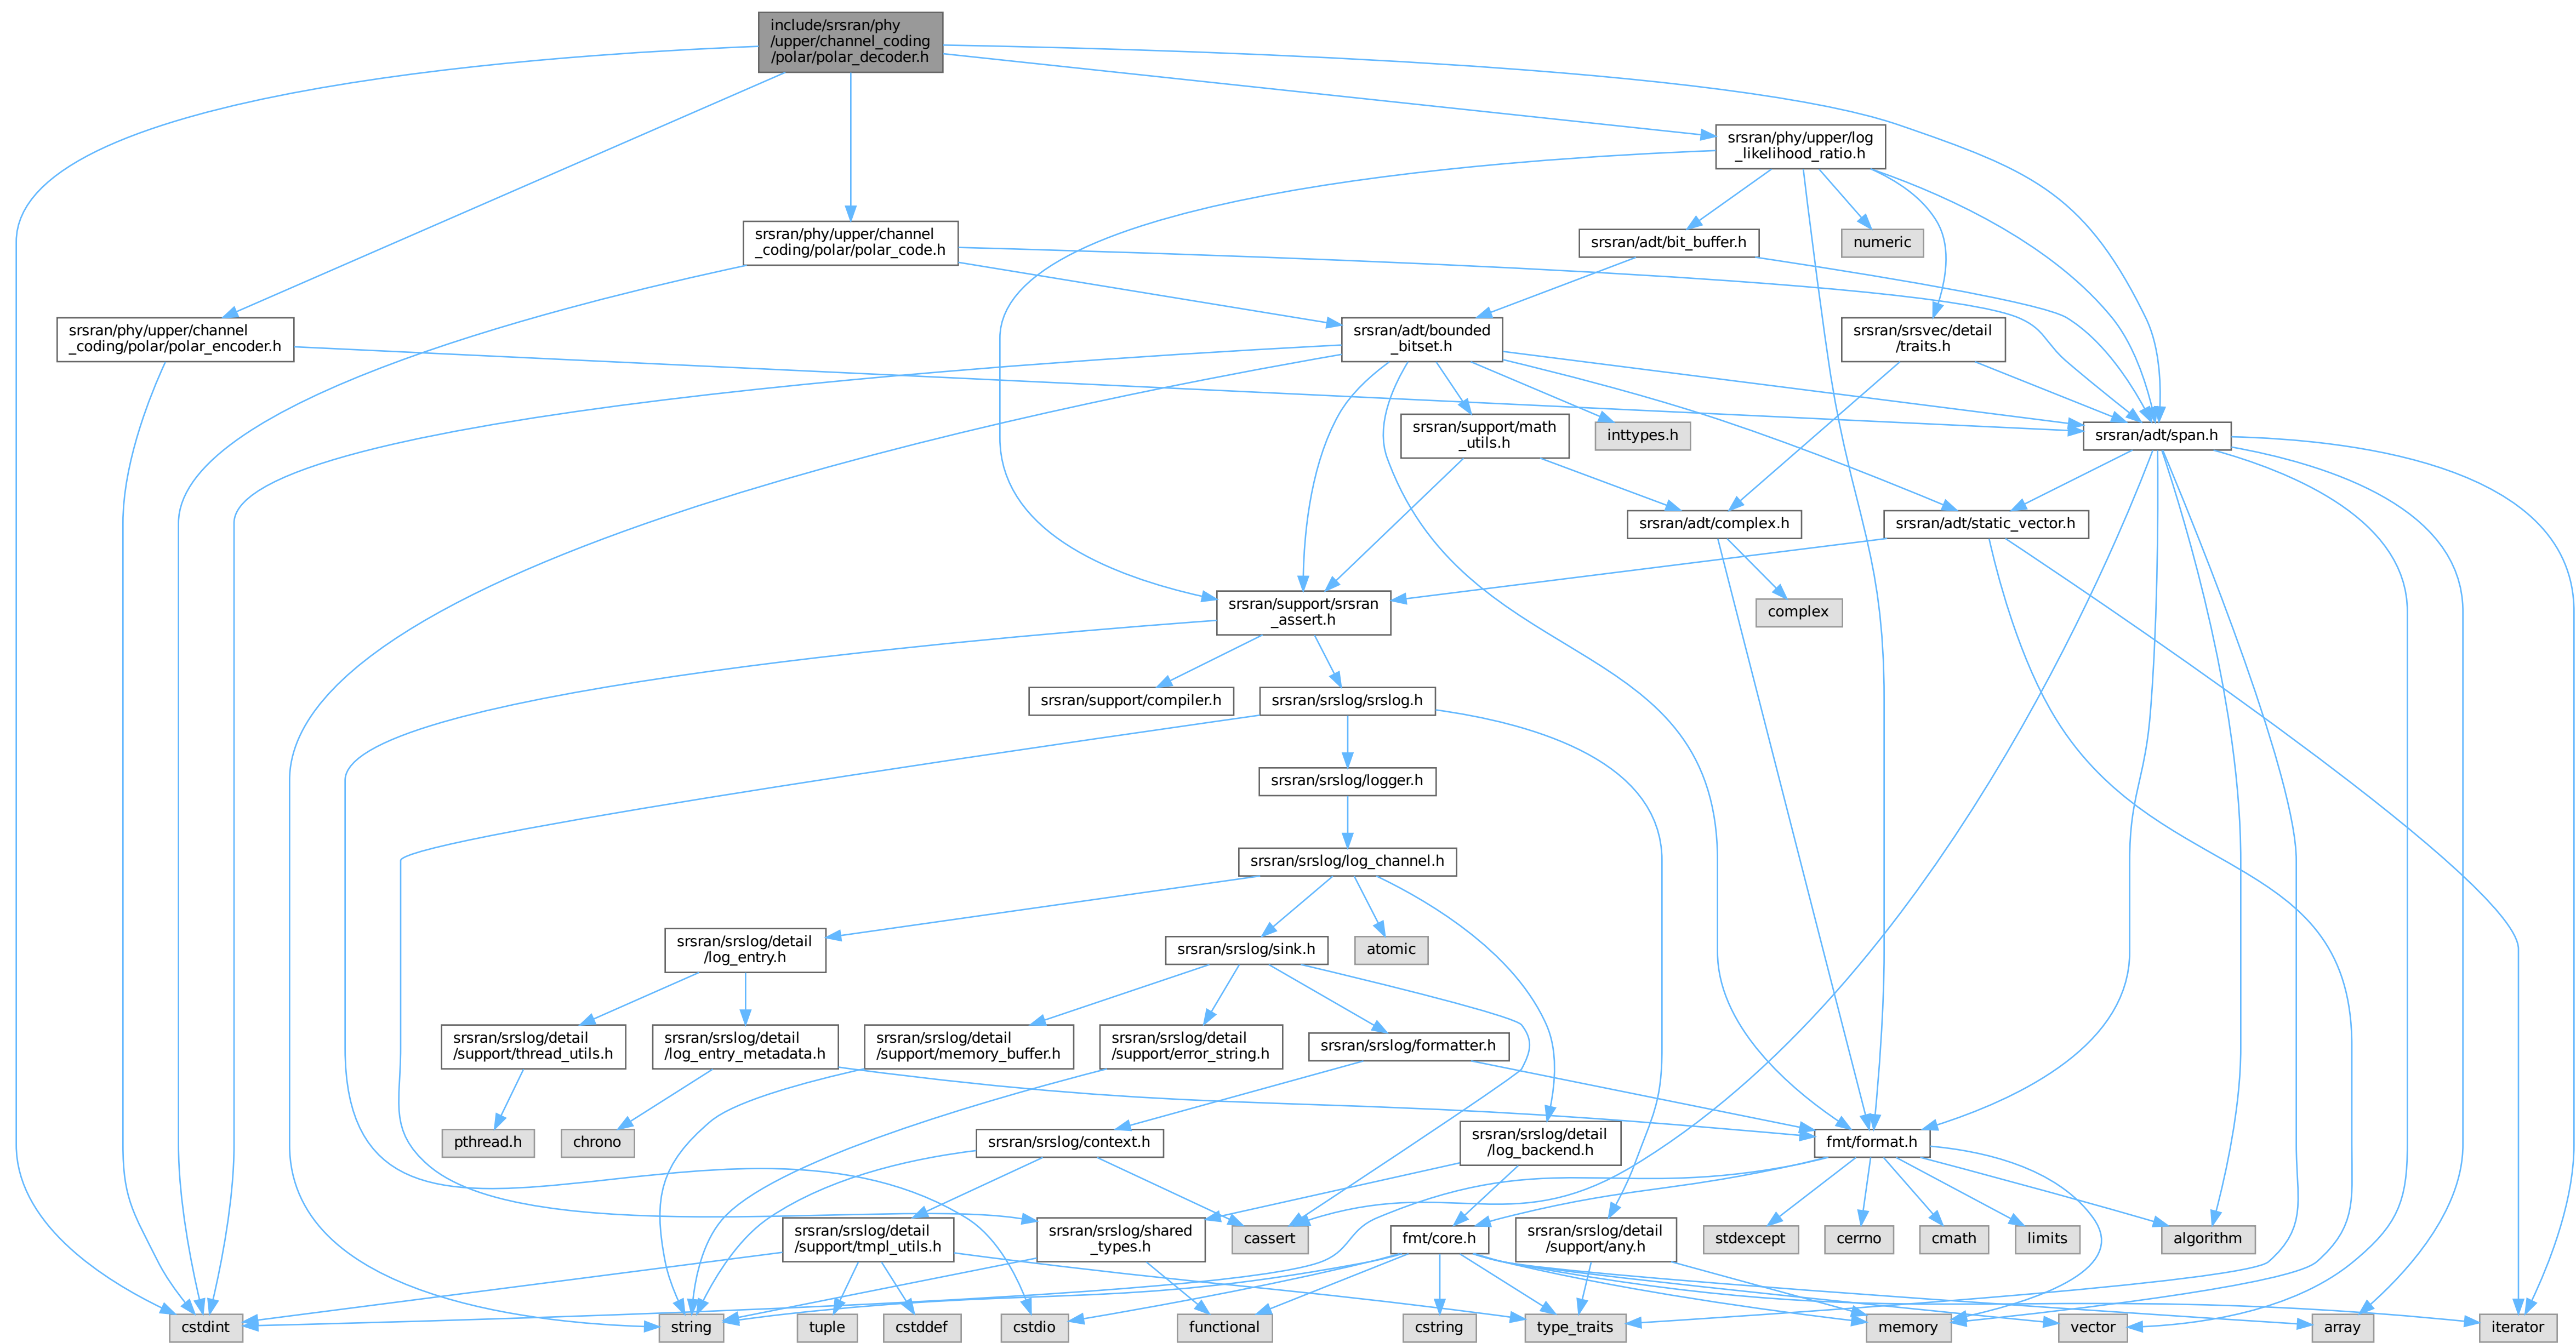 include/srsran/phy
/upper/channel_coding
/polar/polar_decoder.h
srsran/phy/upper/log
_likelihood_ratio.h
srsran/phy/upper/channel
_coding/polar/polar_code.h
srsran/adt/bit_buffer.h
numeric
srsran/phy/upper/channel
_coding/polar/polar_encoder.h
srsran/adt/bounded
_bitset.h
srsran/srsvec/detail
/traits.h
srsran/support/math
_utils.h
inttypes.h
srsran/adt/span.h
srsran/adt/complex.h
srsran/adt/static_vector.h
srsran/support/srsran
_assert.h
complex
srsran/support/compiler.h
srsran/srslog/srslog.h
srsran/srslog/logger.h
srsran/srslog/log_channel.h
srsran/srslog/detail
/log_entry.h
srsran/srslog/sink.h
atomic
srsran/srslog/detail
/support/thread_utils.h
srsran/srslog/detail
/log_entry_metadata.h
srsran/srslog/detail
/support/memory_buffer.h
srsran/srslog/detail
/support/error_string.h
srsran/srslog/formatter.h
pthread.h
chrono
srsran/srslog/context.h
srsran/srslog/detail
/log_backend.h
fmt/format.h
srsran/srslog/detail
/support/tmpl_utils.h
srsran/srslog/shared
_types.h
cassert
fmt/core.h
srsran/srslog/detail
/support/any.h
stdexcept
cerrno
cmath
limits
algorithm
cstdint
string
tuple
cstddef
cstdio
functional
cstring
type_traits
memory
vector
array
iterator